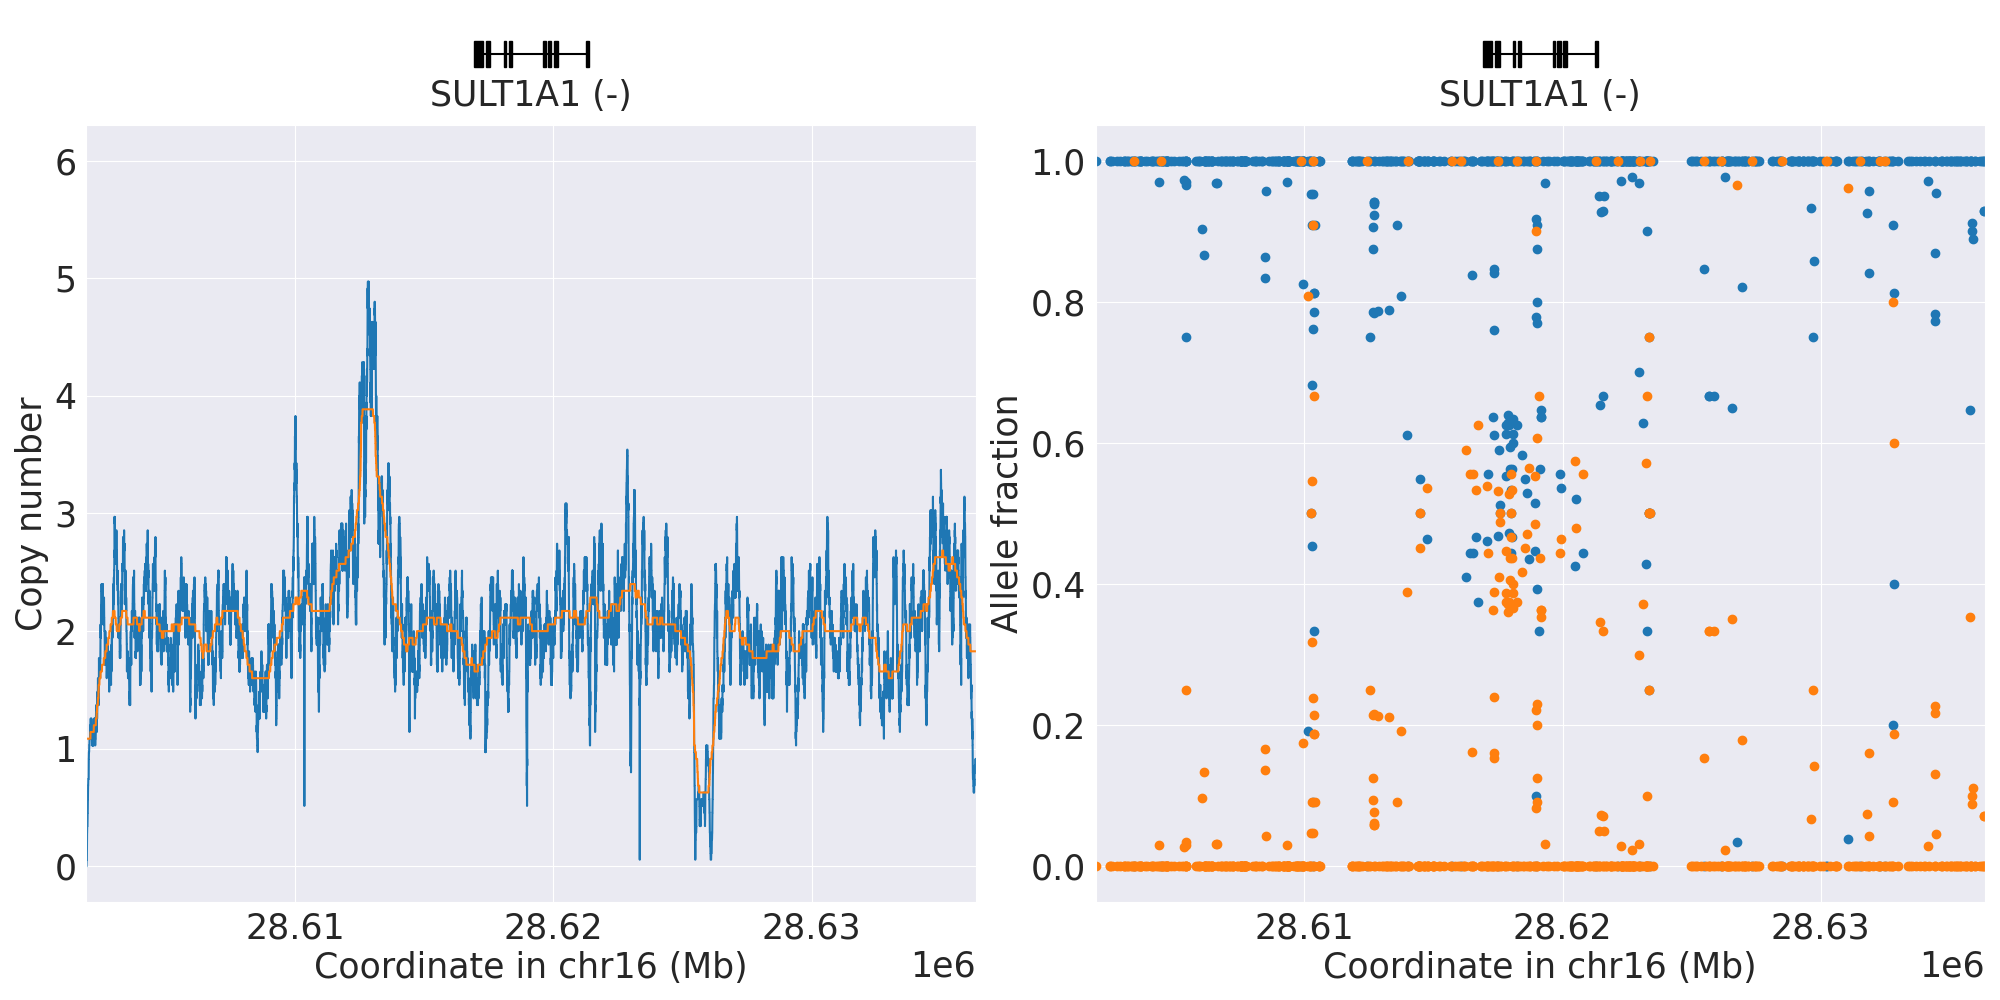 SULT1A1 (-)
6
5
4
3
2
1
0
Copy number
28.61
28.62
28.63
Coordinate in chr16 (Mb)
1e6
SULT1A1 (-)
1.0
0.8
0.6
0.4
0.2
0.0
Allele fraction
28.61
28.62
28.63
Coordinate in chr16 (Mb)
1e6